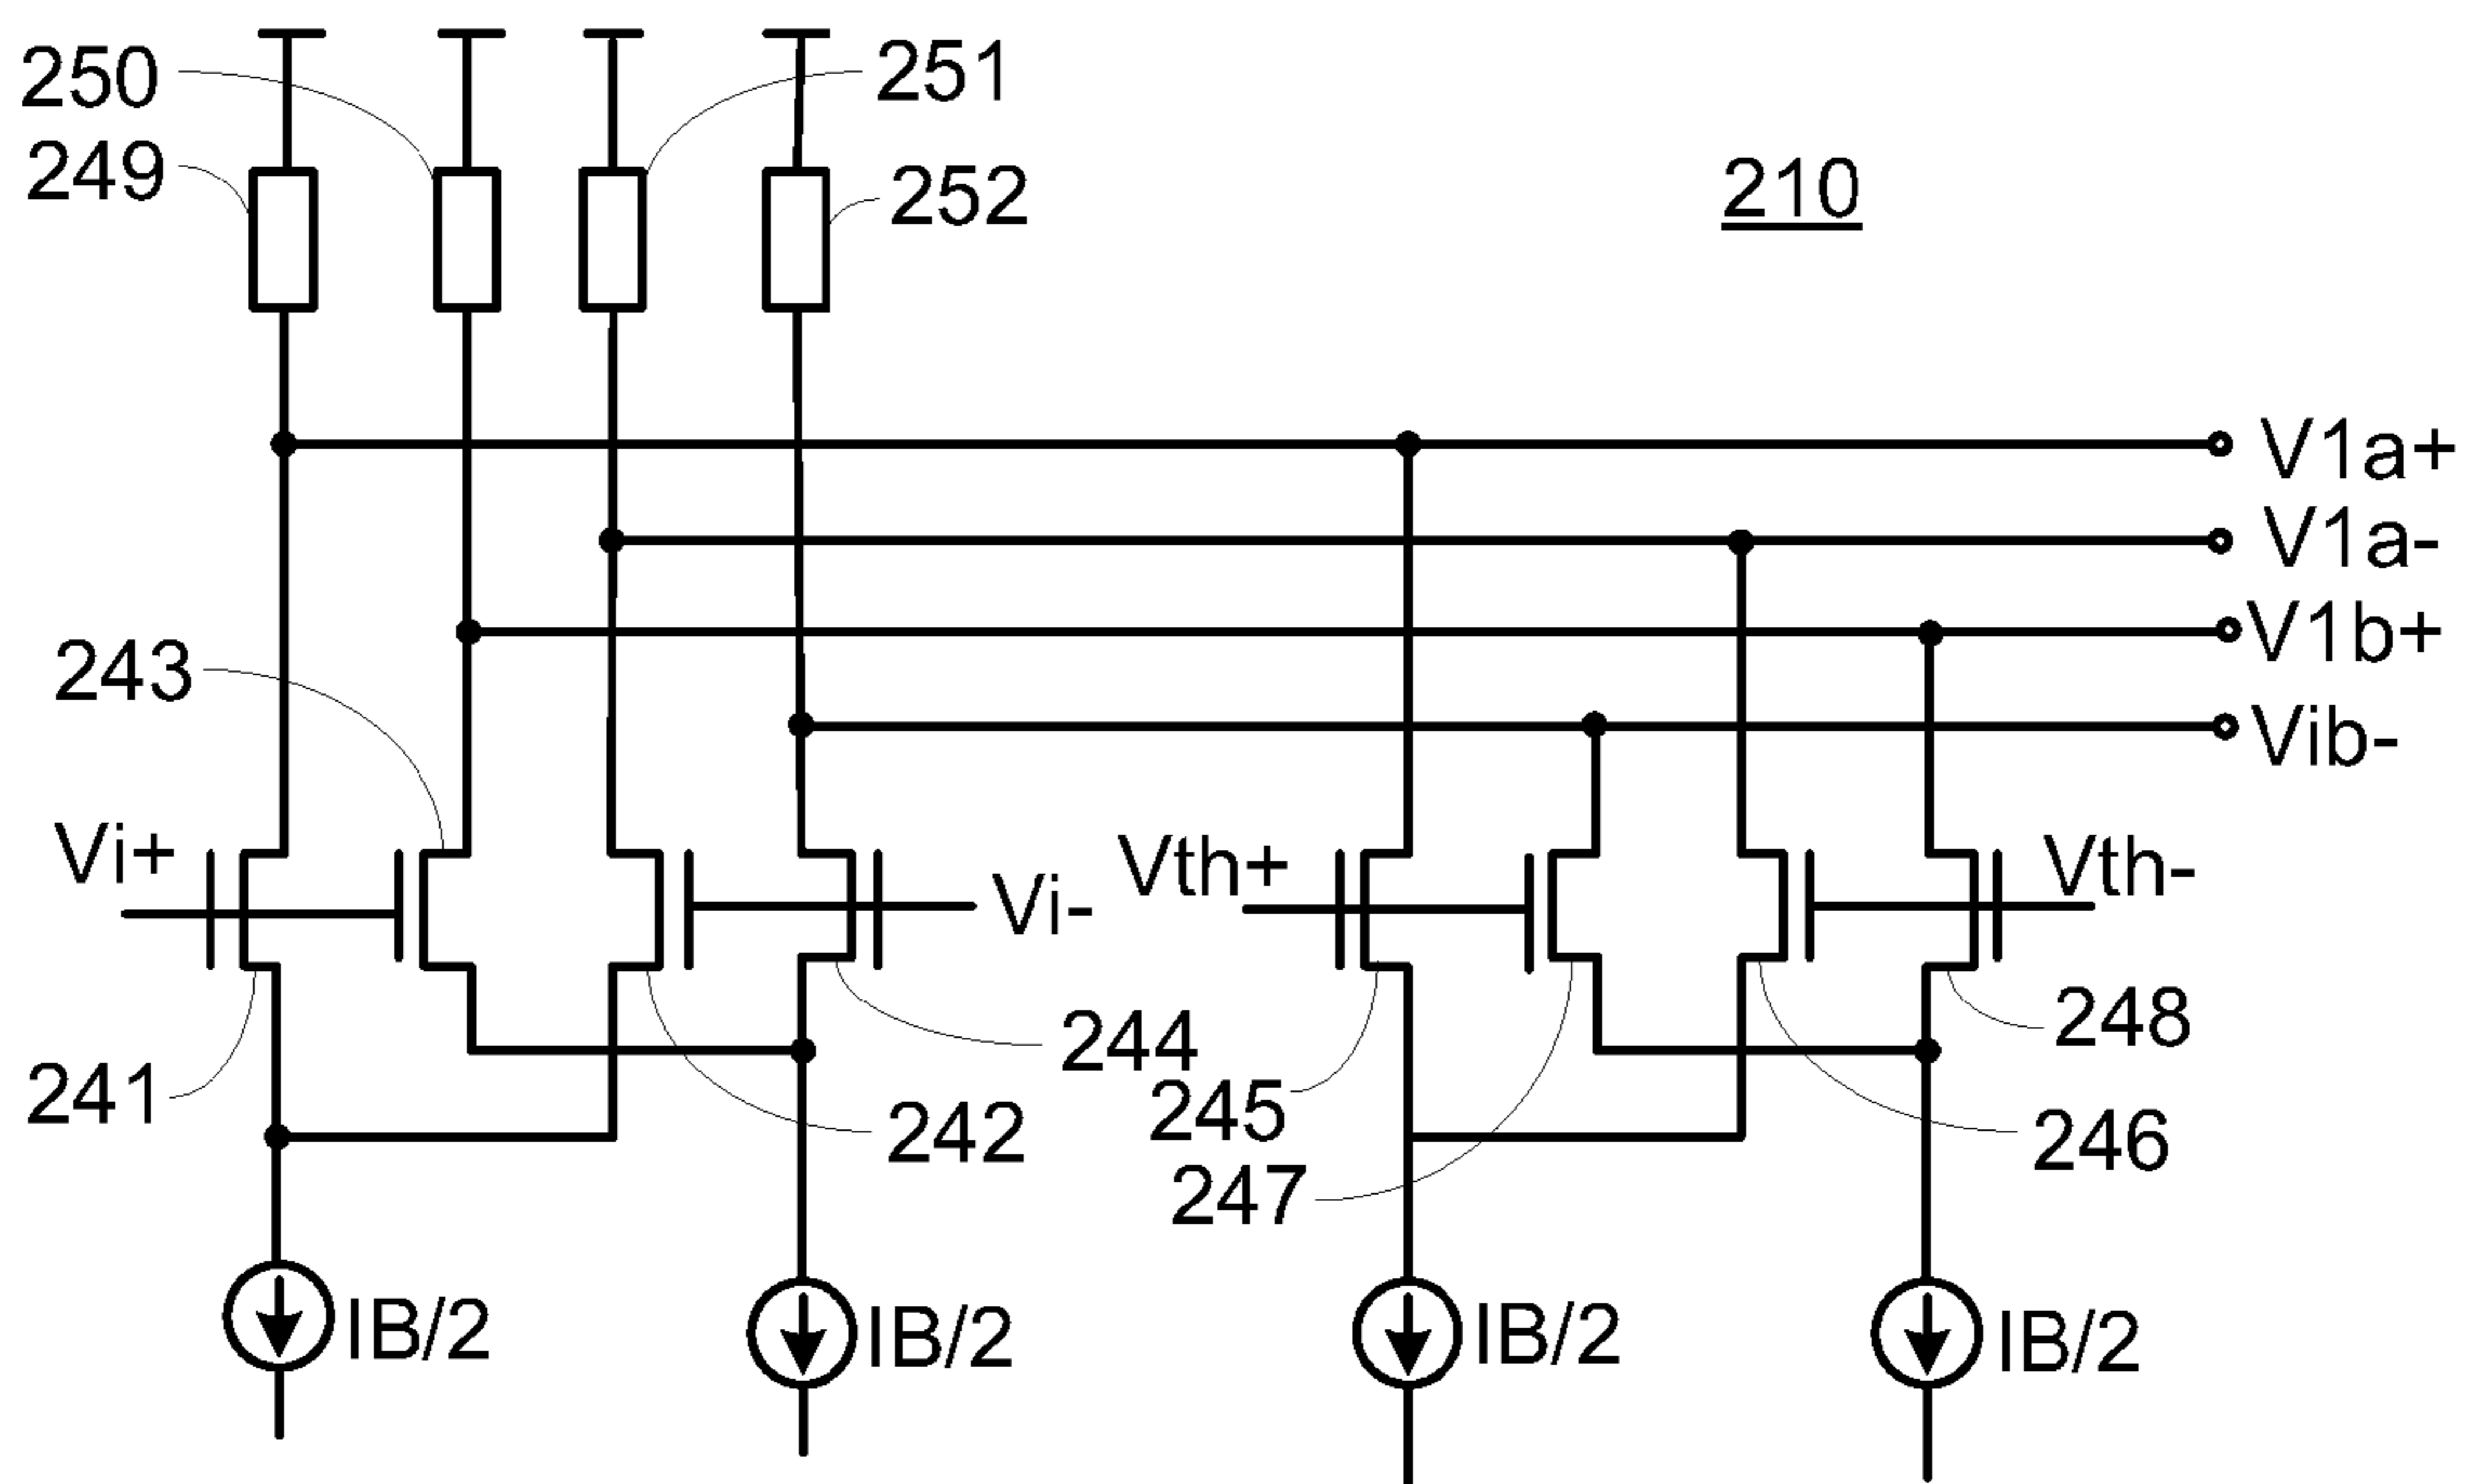 250
251
249
252
210
V1a+
V1a-
V1b+
Vib-
243
Vi+
Vi-
Vth+
Vth-
241
242
244
245
247
246
248
IB/2
IB/2
IB/2
IB/2